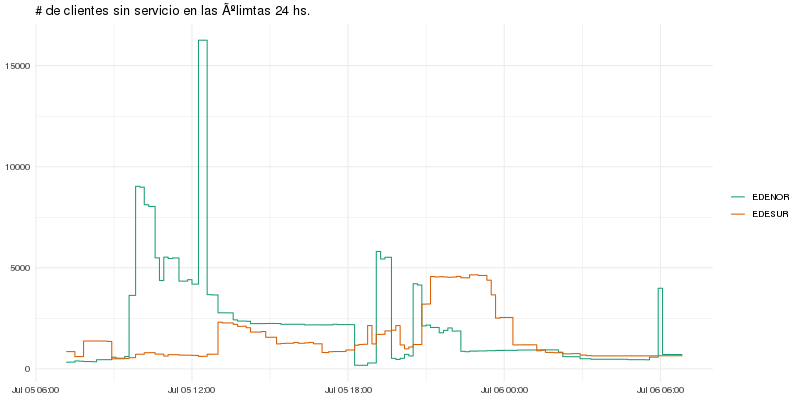 # de clientes sin servicio en las Ãºlimtas 24 hs.
15000
10000
5000
0
Jul 05 06:00 Jul 05 12:00 Jul 05 18:00 Jul 06 00:00 Jul 06 06:00
EDENOR
EDESUR